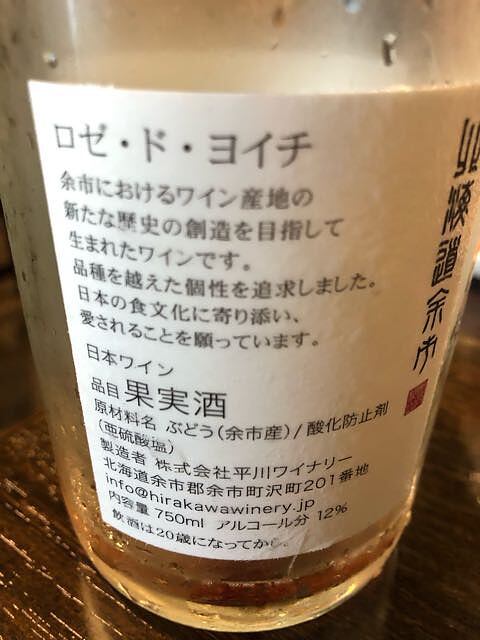 ロゼ・ド・ヨイチ
余市におけるワイン産地の
新たな歴史の創造を目指して
生まれたワインです。
品種を越えた個性を追求しました。
日本の食文化に寄り添い、
愛されることを願っています。
日本ワイン
品目 果実酒
原材料名 ぶどう(余市産)/酸化防止剤
(亜硫酸塩)
製造者 株式会社平川ワイナリー
北海道余市郡余市町沢町201番地
info@hirakawawinery.jp
内容量 750ml アルコール分 12%
飲酒は20歳になってから。
北海道余市